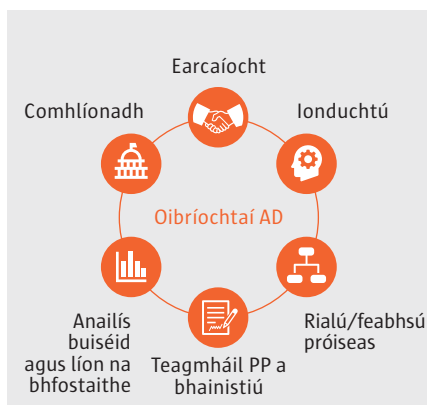 Earcaíocht
Comhlíonadh
Ionduchtú
Oibríochtaí AD
Anailís
buiséid
agus líon na
bhfostaithe
Teagmháil PP a
bhainistiú
Rialú/feabhsú
próiseas